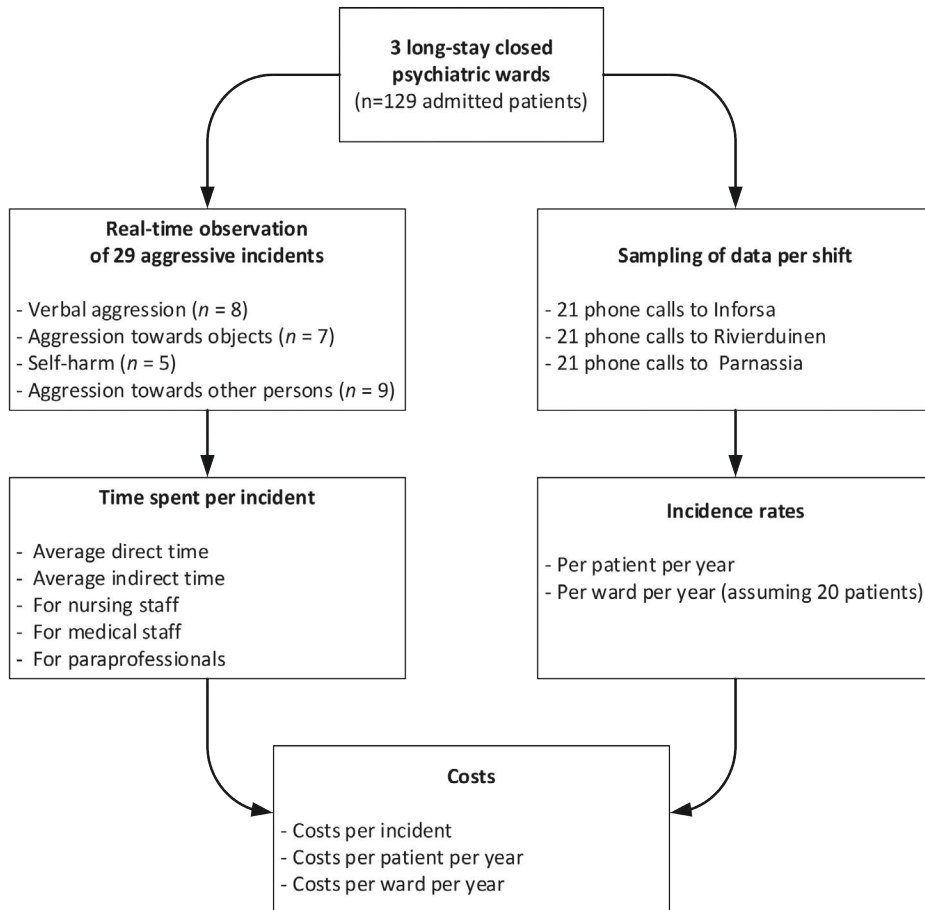 3 long-stay closed
psychiatric wards
(n=129 admitted patients)
Real-time observation
of 29 aggressive incidents
- Verbal aggression (n = 8)
- Aggression towards objects (n = 7)
- Self-harm (n = 5)
- Aggression towards other persons (n = 9)
Sampling of data per shift
- 21 phone calls to Inforsa
- 21 phone calls to Rivierduinen
- 21 phone calls to Parnassia
Time spent per incident
- Average direct time
- Average indirect time
- For nursing staff
- For medical staff
- For paraprofessionals
Incidence rates
- Per patient per year
- Per ward per year (assuming 20 patients)
Costs
- Costs per incident
- Costs per patient per year
- Costs per ward per year